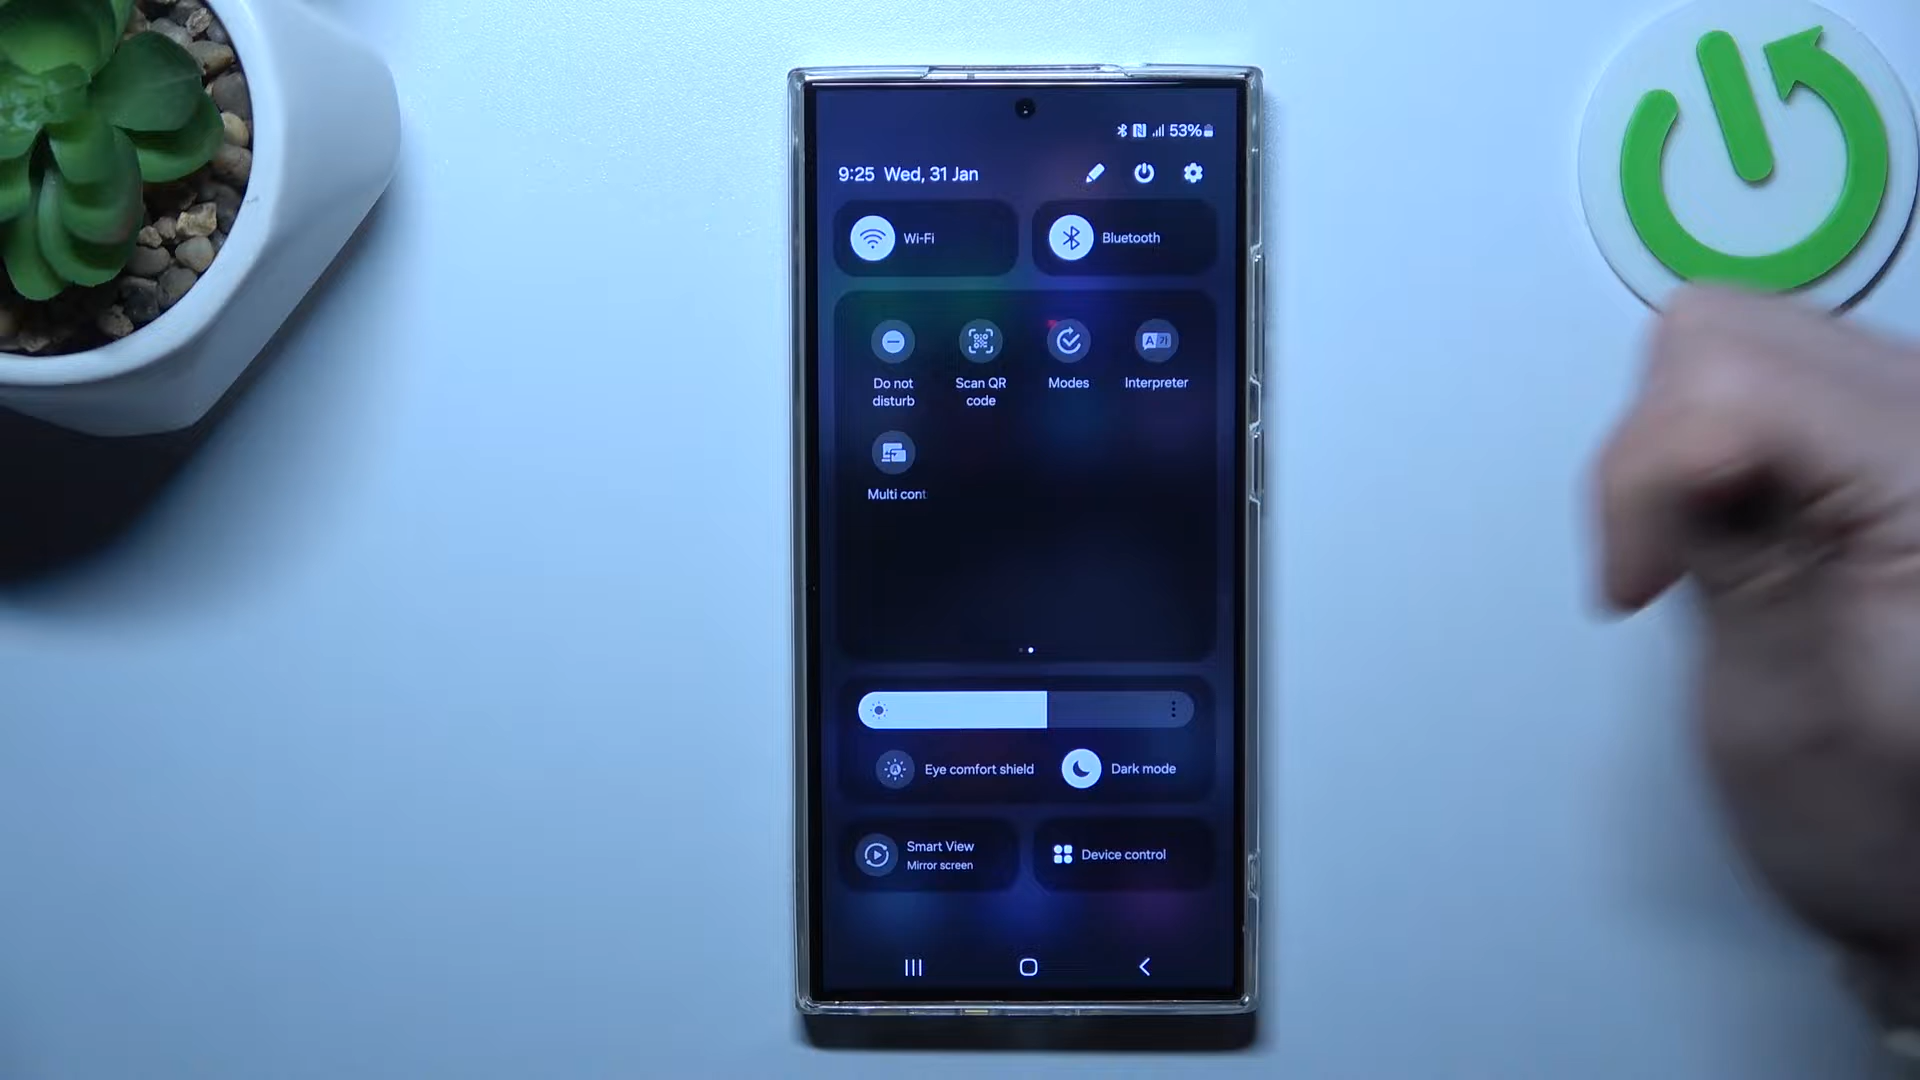 53%
9:25 Wed, 31 Jan
Wi-Fi
Bluetooth
Do not
disturb
Scan QR
code
Modes
Interpreter
Multi cont
Eye comfort shield
Dark mode
Smart View
Mirror screen
Device control